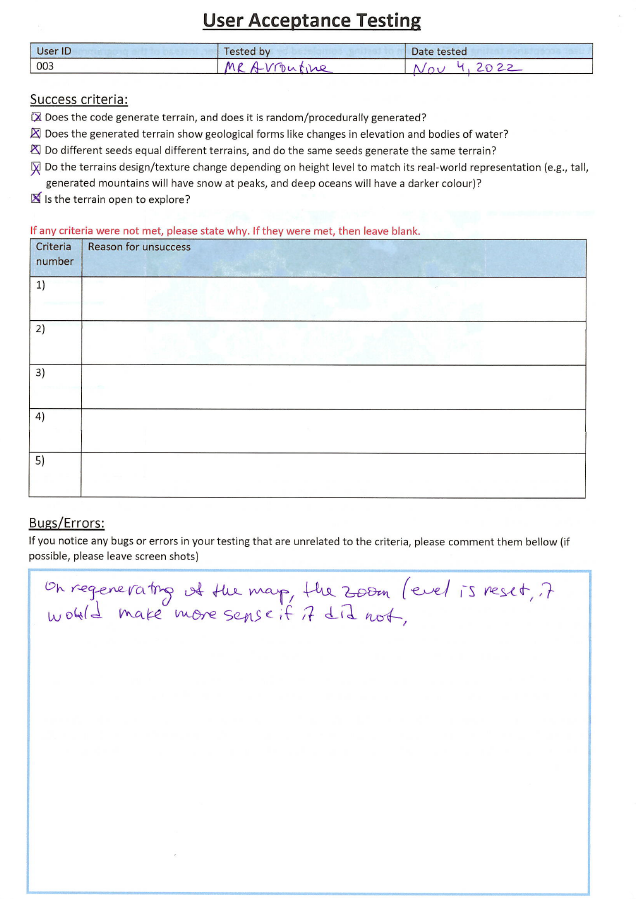 User Acceptance Testing
User ID Tested by Date tested
003 MR Avroutine Nov 4, 2022
Success criteria:
☒ Does the code generate terrain, and does it is random/procedurally generated?
☒ Does the generated terrain show geological forms like changes in elevation and bodies of water?
☒ Do different seeds equal different terrains, and do the same seeds generate the same terrain?
☒ Do the terrains design/texture change depending on height level to match its real-world representation (e.g., tall,
generated mountains will have snow at peaks, and deep oceans will have a darker colour)?
☒ Is the terrain open to explore?
If any criteria were not met, please state why. If they were met, then leave blank.
Criteria Reason for unsuccess
number
1)
2)
3)
4)
5)
Bugs/Errors:
If you notice any bugs or errors in your testing that are unrelated to the criteria, please comment them bellow (if
possible, please leave screen shots)
On regenerating of the map, the zoom level is reset, it
would make more sense if it did not,